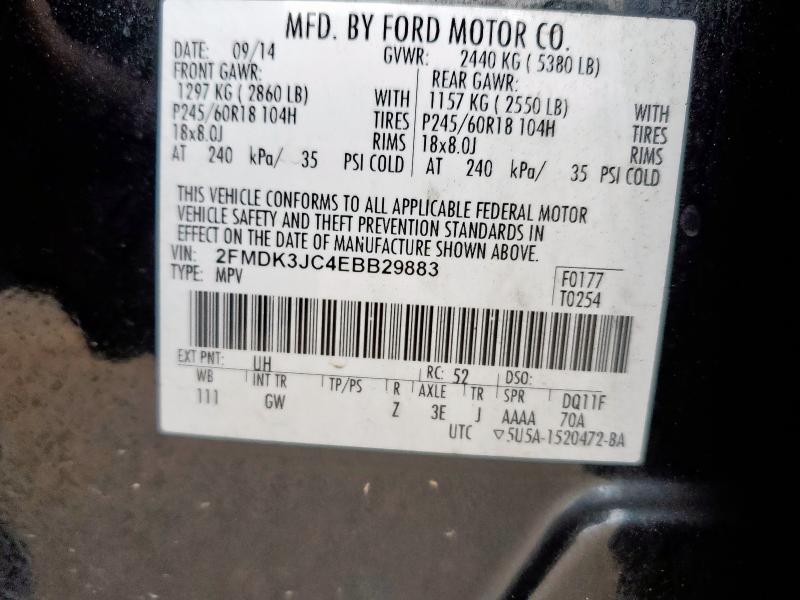 MFD. BY FORD MOTOR CO.
DATE: 09/14 GVWR: 2440 KG ( 5380 LB)
FRONT GAWR: REAR GAWR:
1297 KG ( 2860 LB) WITH 1157 KG ( 2550 LB) WITH
P245/60R18 104H TIRES P245/60R18 104H TIRES
18x8.0J RIMS 18x8.0J RIMS
AT 240 kPa/ 35 PSI COLD AT 240 kPa/ 35 PSI COLD
THIS VEHICLE CONFORMS TO ALL APPLICABLE FEDERAL MOTOR
VEHICLE SAFETY AND THEFT PREVENTION STANDARDS IN
EFFECT ON THE DATE OF MANUFACTURE SHOWN ABOVE.
VIN: 2FMDK3JC4EBB29883
TYPE: MPV
F0177
T0254
EXT PNT: UH RC: 52 DSO:
WB INT TR TP/PS R AXLE TR SPR DQ11F
111 GW Z 3E J AAAA 70A
UTC ▽5U5A-1520472-BA